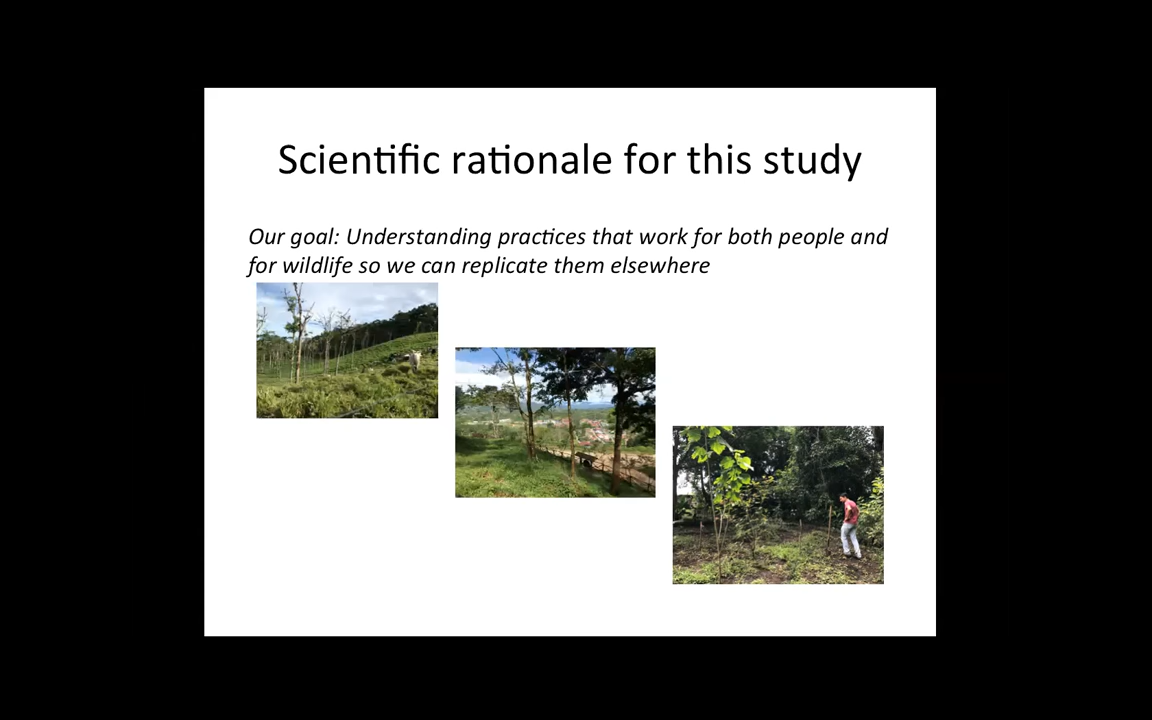 Scientific rationale for this study
Our goal: Understanding practices that work for both people and
for wildlife so we can replicate them elsewhere